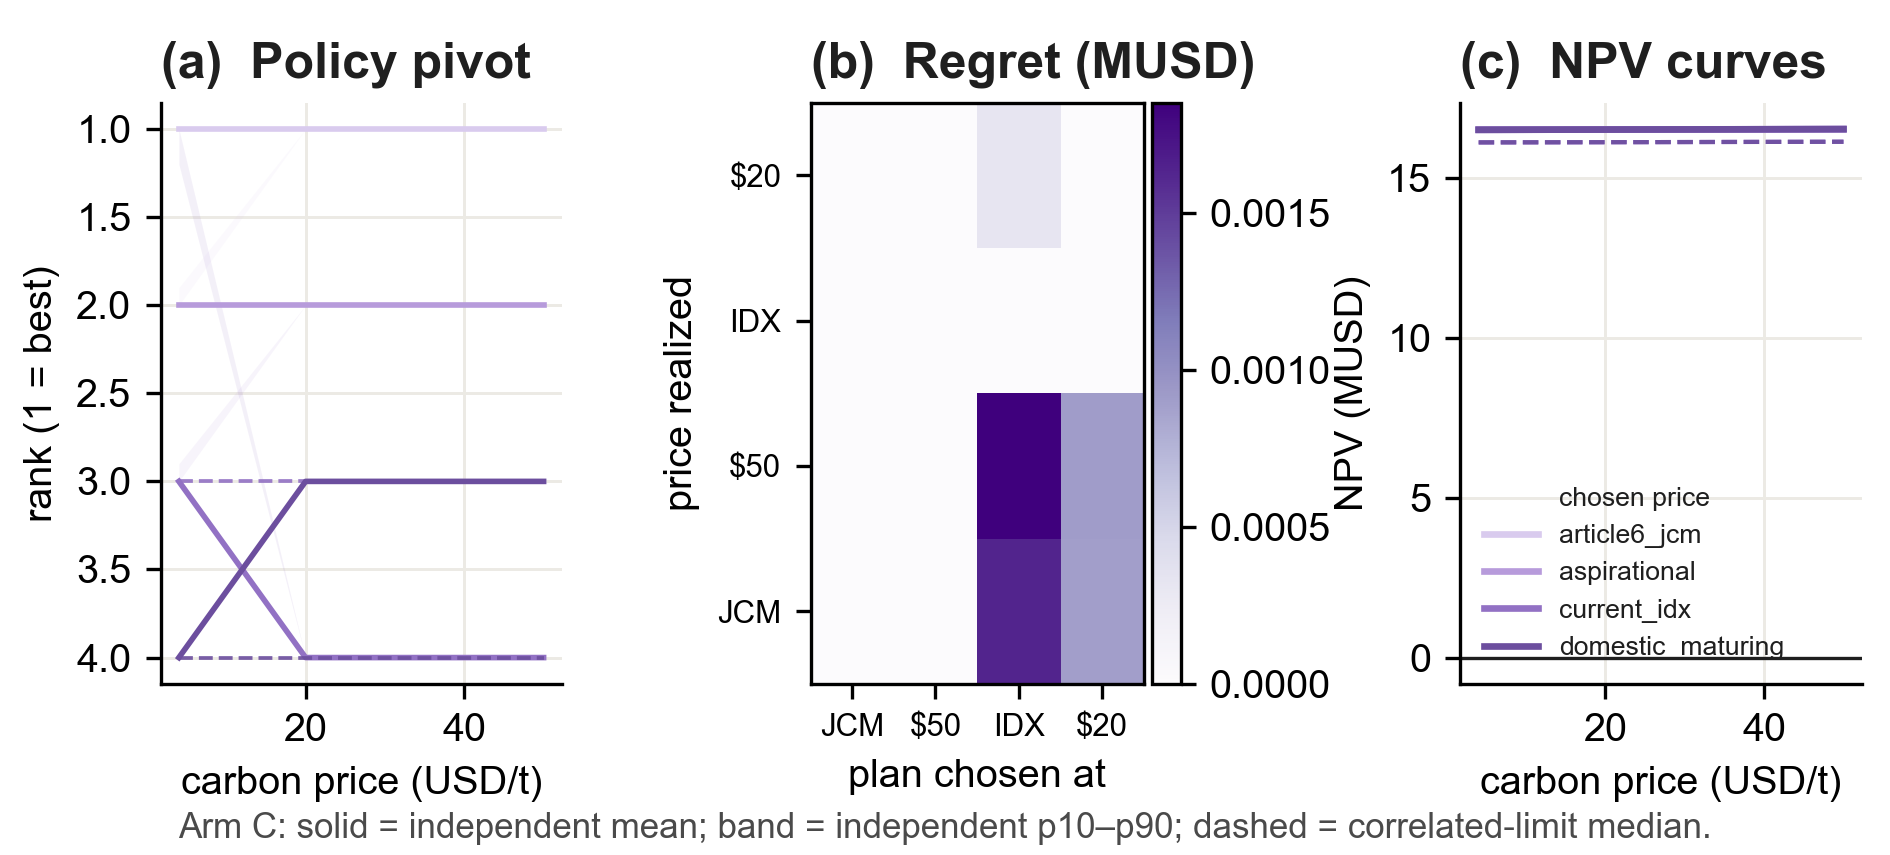 (a) Policy pivot
1.0
1.5
2.0
2.5
3.0
3.5
4.0
rank (1 = best)
20
40
carbon price (USD/t)
(b) Regret (MUSD)
$20
IDX
$50
JCM
price realized
JCM
$50
IDX
$20
plan chosen at
0.0015
0.0010
0.0005
0.0000
(c) NPV curves
15
10
5
0
NPV (MUSD)
chosen price
article6_jcm
aspirational
current_idx
domestic_maturing
20
40
carbon price (USD/t)
Arm C: solid = independent mean; band = independent p10–p90; dashed = correlated-limit median.